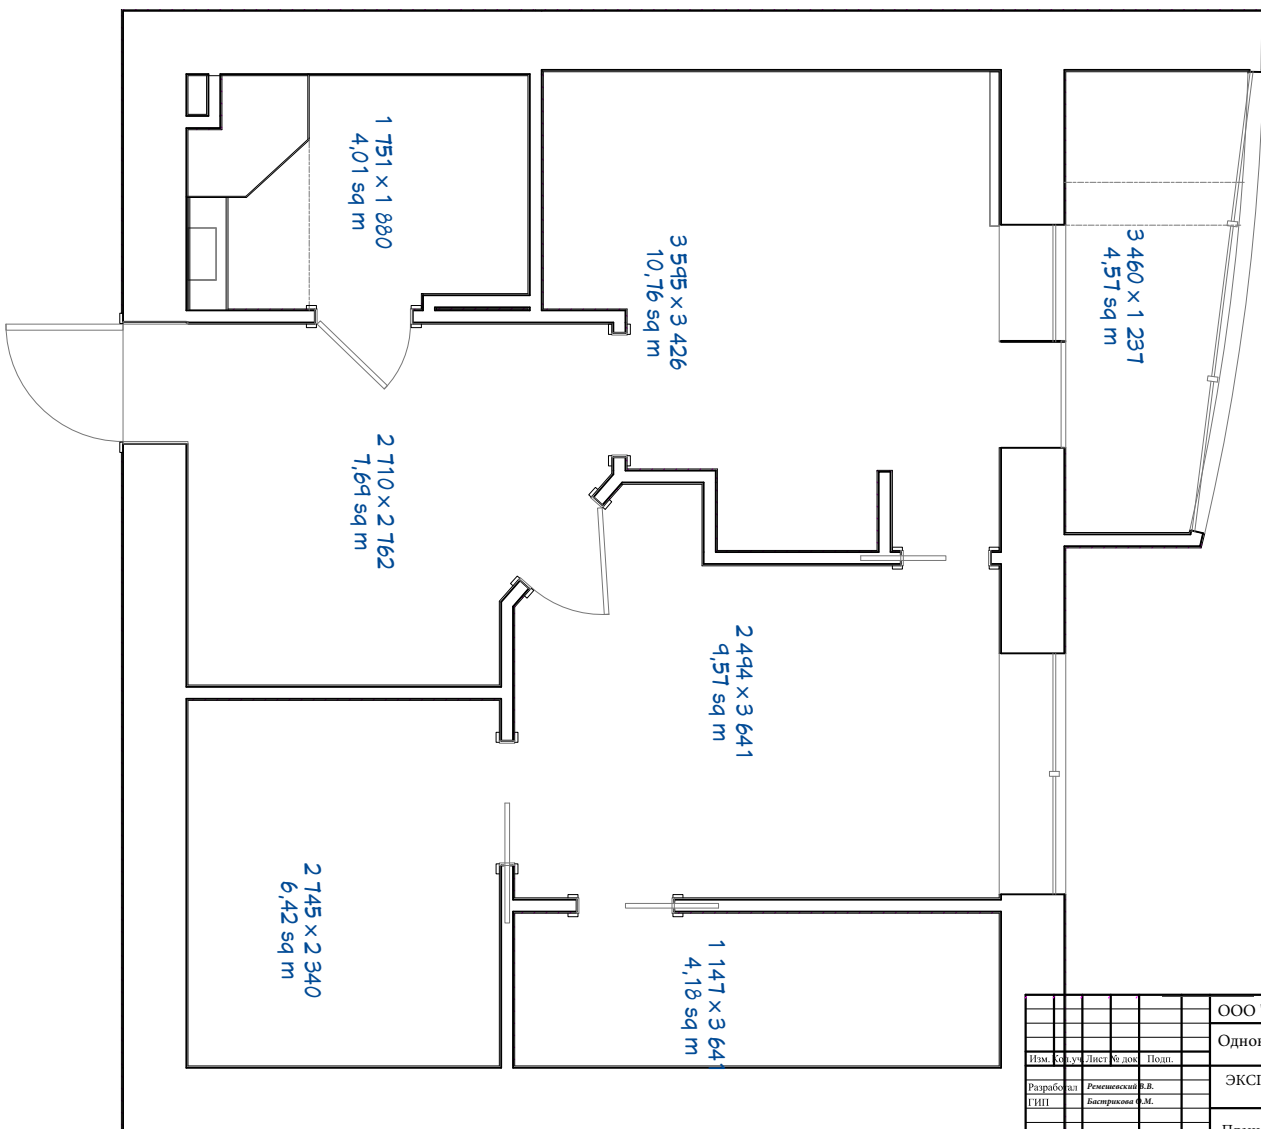 1 751 x 1 880
4,01 sq m
3 595 x 3 426
10,76 sq m
3 460 x 1 237
4,57 sq m
2 710 x 2 762
7,69 sq m
2 494 x 3 641
9,57 sq m
2 745 x 2 340
6,42 sq m
1 147 x 3 641
4,18 sq m
ООО
Изм. Кол.уч Лист № док Подп.
Разработал Ремешевский В.В.
ГИП Бастрикова О.М.